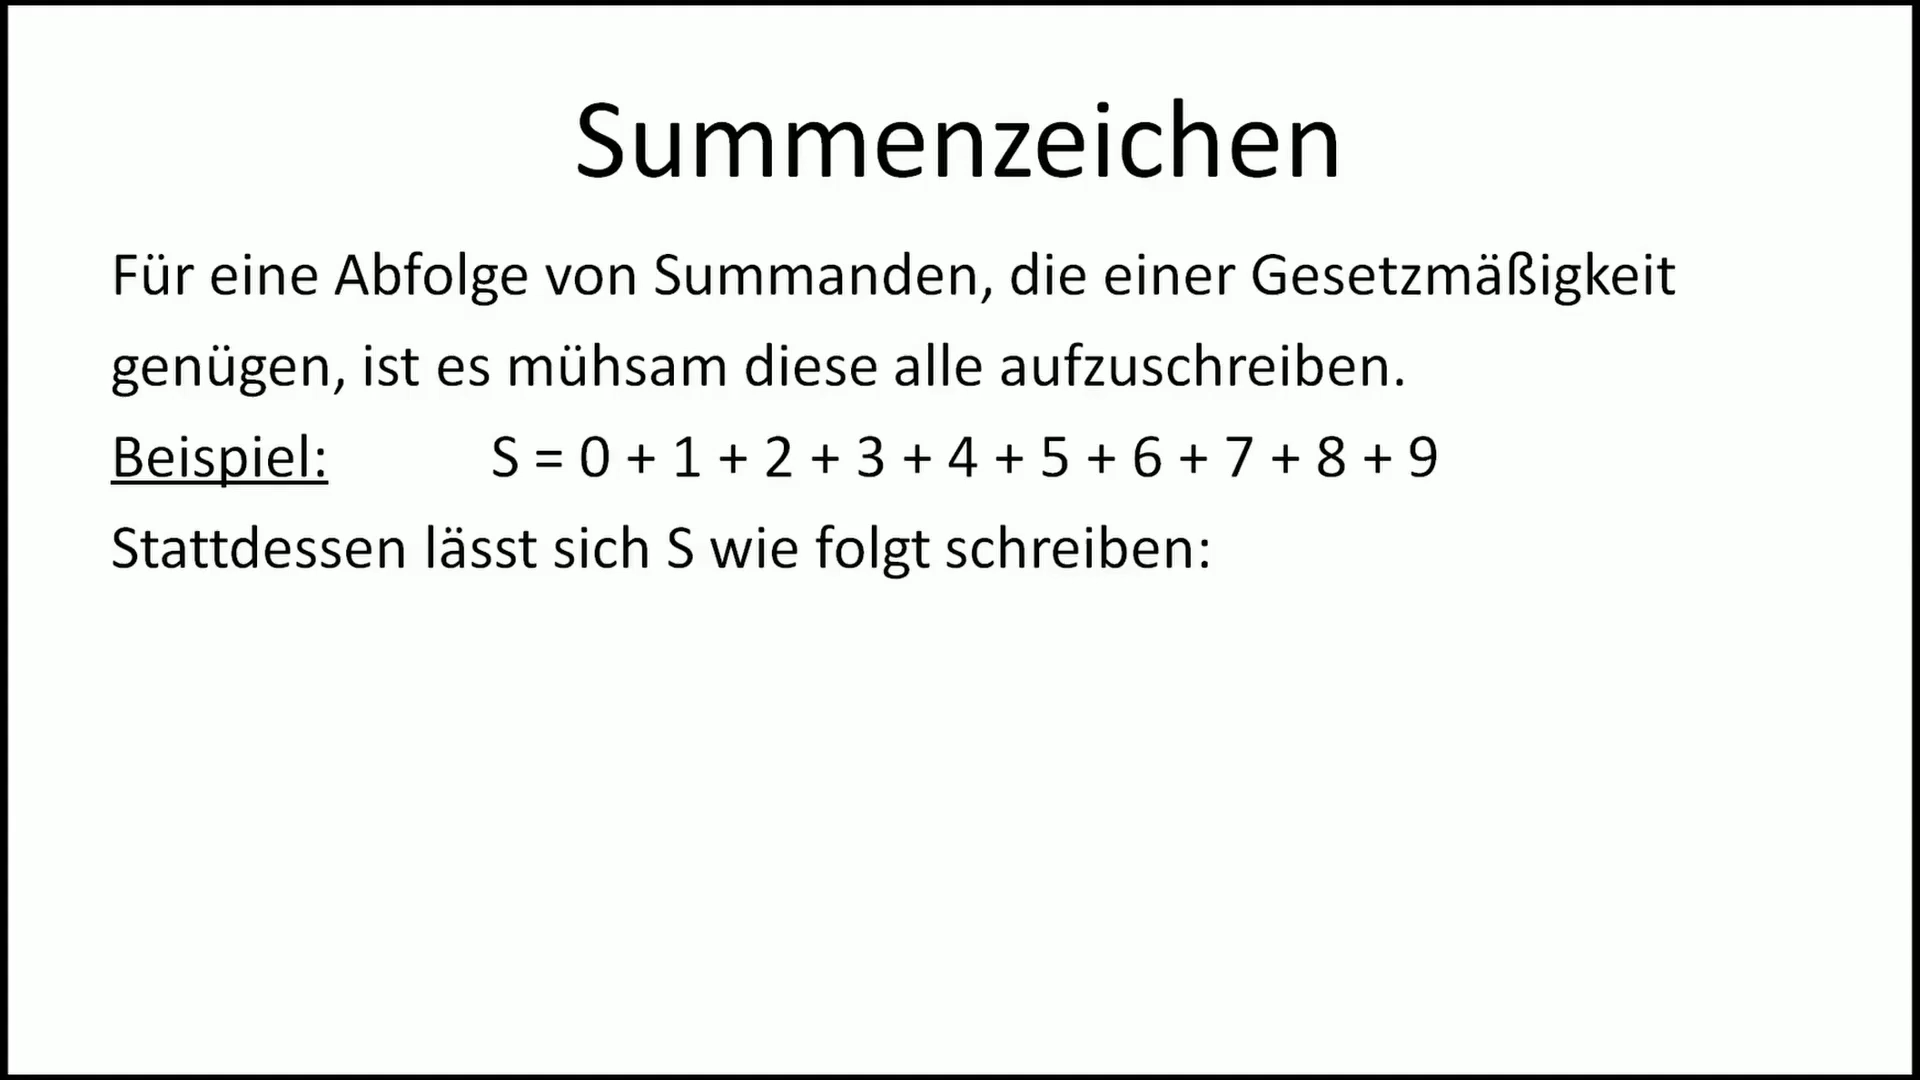 Summenzeichen
Für eine Abfolge von Summanden, die einer Gesetzmäßigkeit
genügen, ist es mühsam diese alle aufzuschreiben.
Beispiel: S = 0 + 1 + 2 + 3 + 4 + 5 + 6 + 7 + 8 + 9
Stattdessen lässt sich S wie folgt schreiben: